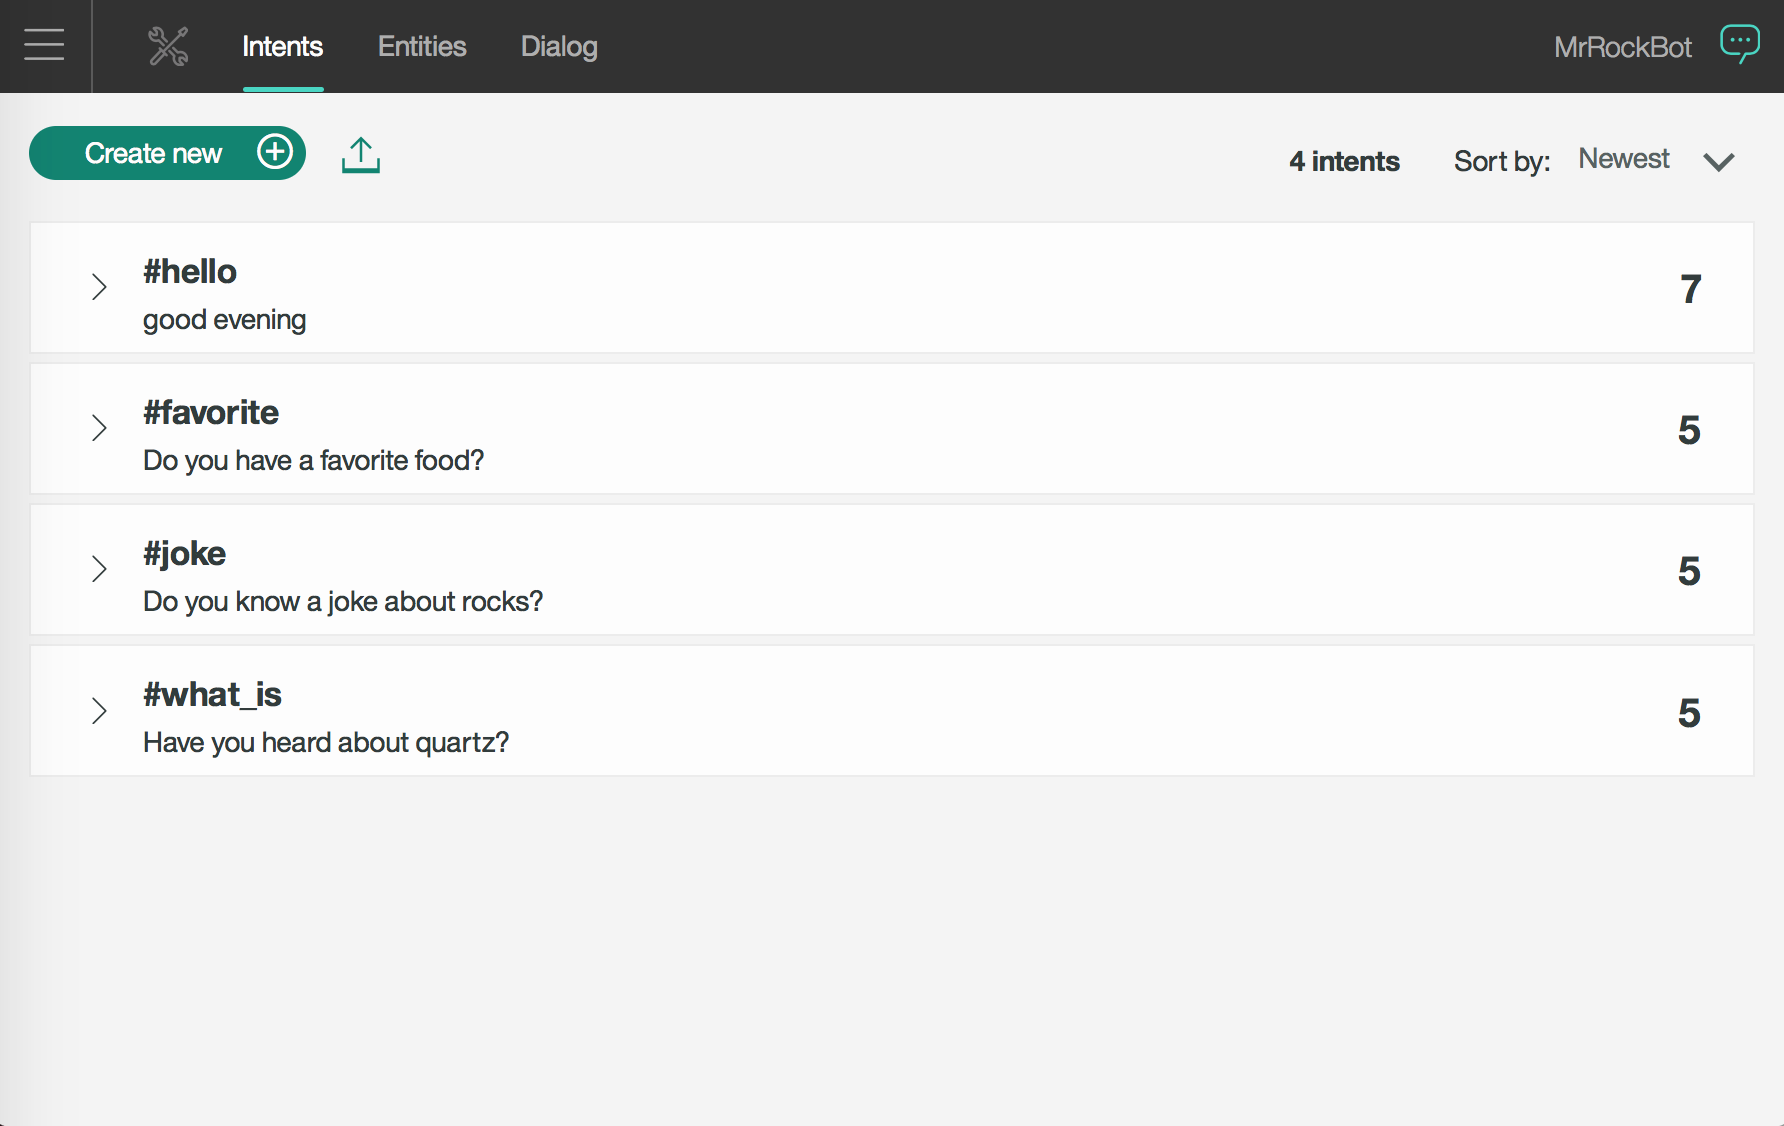 Intents Entities Dialog MrRockBot
Create new 4 intents Sort by: Newest
#hello
good evening
7
#favorite
Do you have a favorite food?
5
#joke
Do you know a joke about rocks?
5
#what_is
Have you heard about quartz?
5